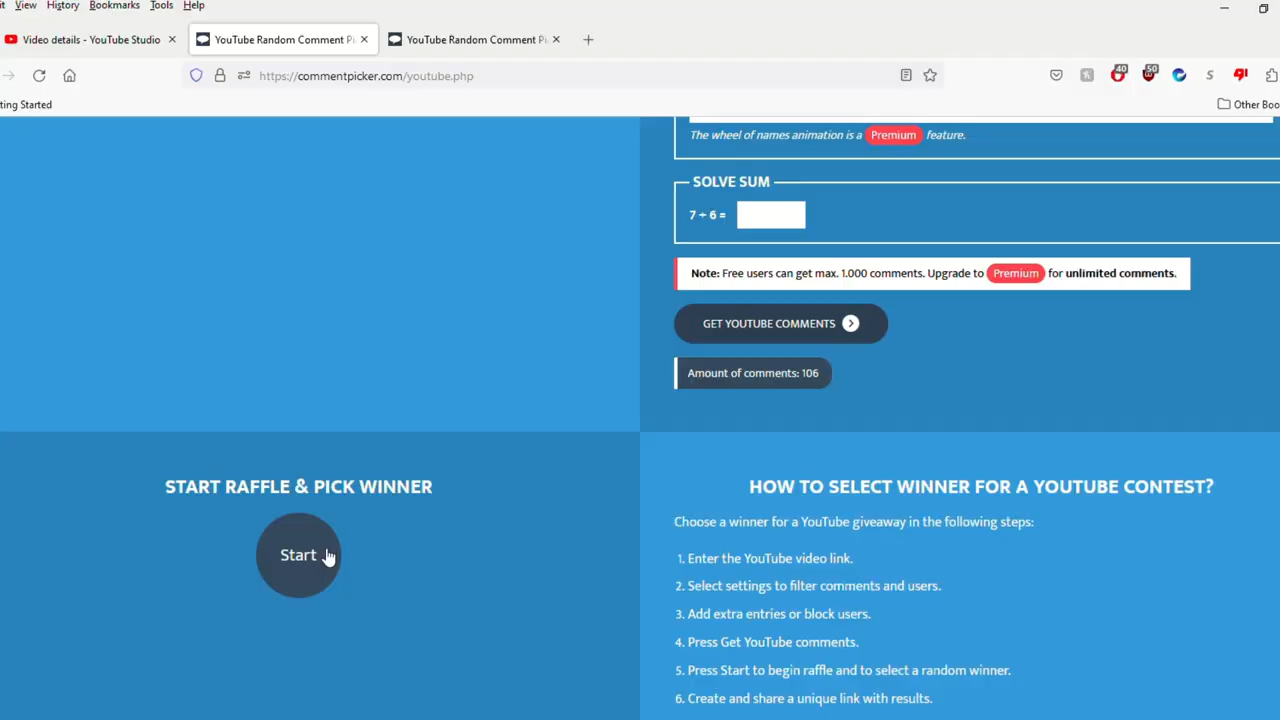 it View History Bookmarks Tools Help
Video details - YouTube Studio
YouTube Random Comment Pi
YouTube Random Comment Pi
https://commentpicker.com/youtube.php
40
50
S
ting Started
Other Boo
The wheel of names animation is a Premium feature.
SOLVE SUM
7 + 6 =
Note: Free users can get max. 1.000 comments. Upgrade to Premium for unlimited comments.
GET YOUTUBE COMMENTS
Amount of comments: 106
START RAFFLE & PICK WINNER
Start
HOW TO SELECT WINNER FOR A YOUTUBE CONTEST?
Choose a winner for a YouTube giveaway in the following steps:
1. Enter the YouTube video link.
2. Select settings to filter comments and users.
3. Add extra entries or block users.
4. Press Get YouTube comments.
5. Press Start to begin raffle and to select a random winner.
6. Create and share a unique link with results.